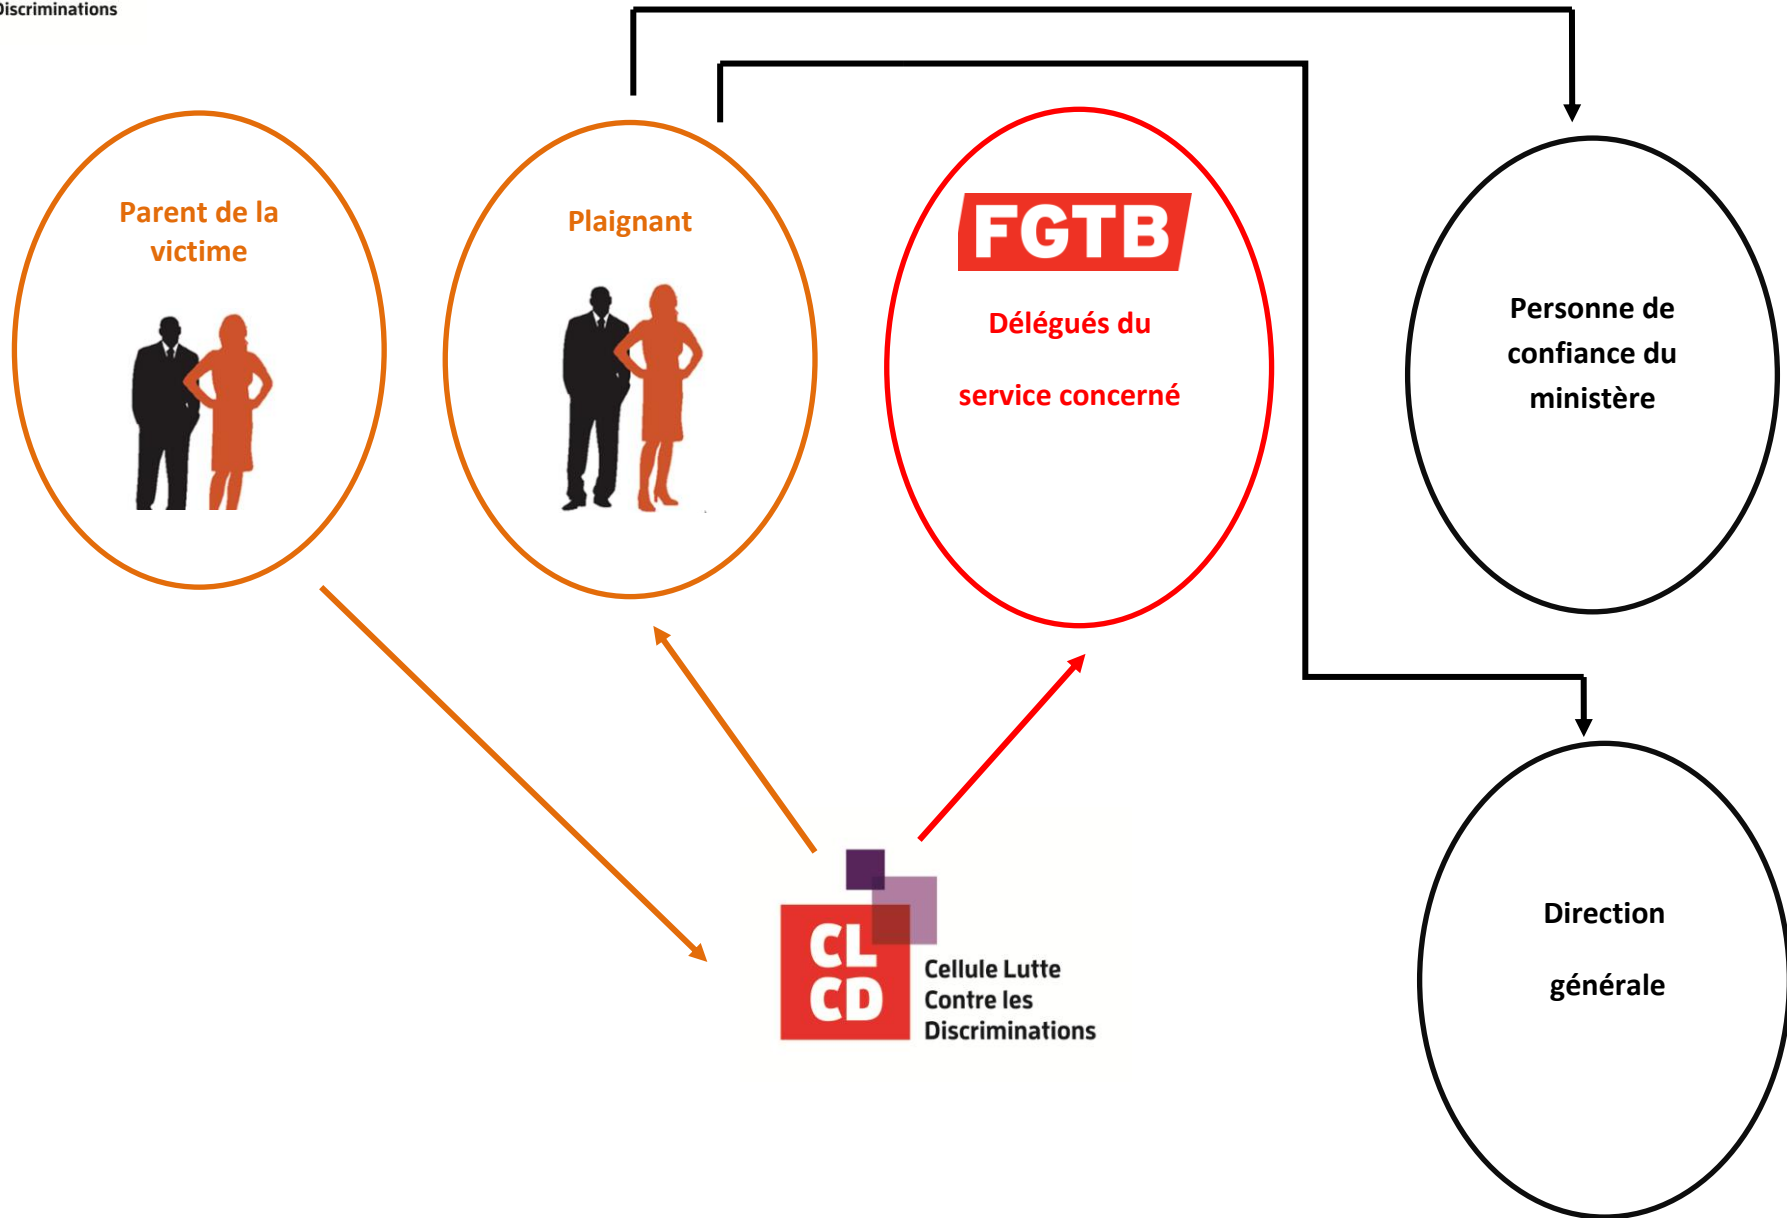 Discriminations
Parent de la
victime
Plaignant
FGTB
Délégués du
service concerné
Personne de
confiance du
ministère
Direction
générale
CL
CD
Cellule Lutte
Contre les
Discriminations